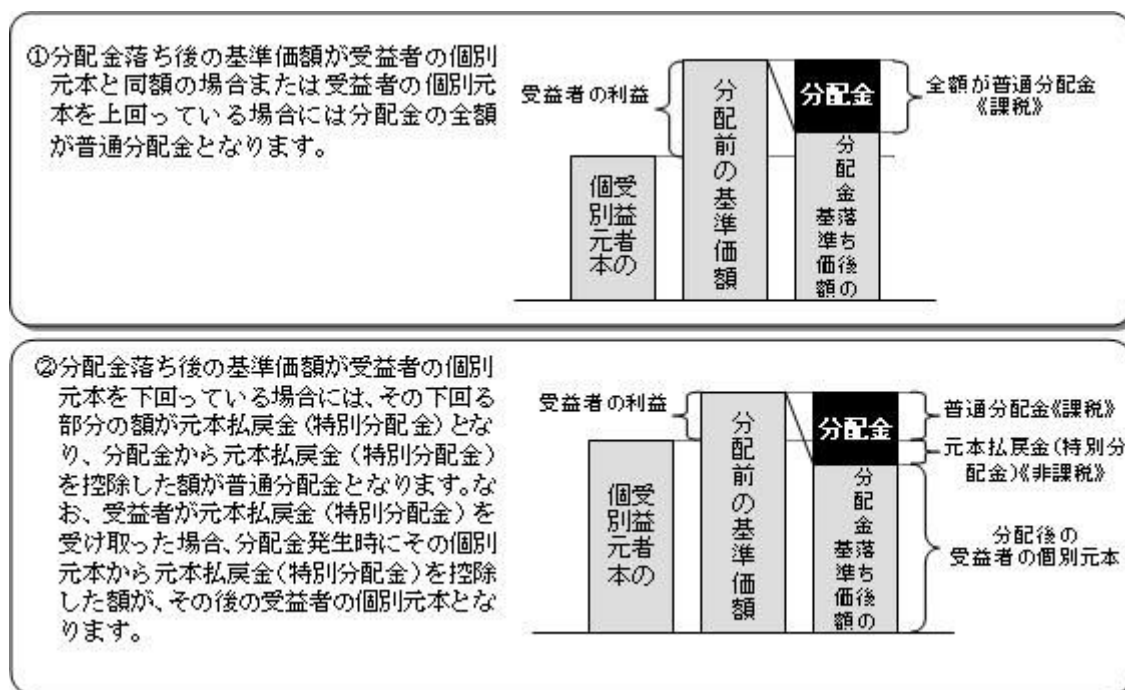 ①分配金落ち後の基準価額が受益者の個別
元本と同額の場合または受益者の個別元
本を上回っている場合には分配金の全額
が普通分配金となります。
受益者の利益
受益者の
個別元本
分配前の基準価額
分配金
分配金落ち後の
基準価額
全額が普通分配金
《課税》
②分配金落ち後の基準価額が受益者の個別
元本を下回っている場合には、その下回る
部分の額が元本払戻金(特別分配金)とな
り、分配金から元本払戻金(特別分配金)
を控除した額が普通分配金となります。な
お、受益者が元本払戻金(特別分配金)を
受け取った場合、分配金発生時にその個別
元本から元本払戻金(特別分配金)を控除
した額が、その後の受益者の個別元本とな
ります。
受益者の利益
受益者の
個別元本
分配前の基準価額
分配金
分配金落ち後の
基準価額
普通分配金《課税》
元本払戻金(特別分
配金)《非課税》
分配後の
受益者の個別元本